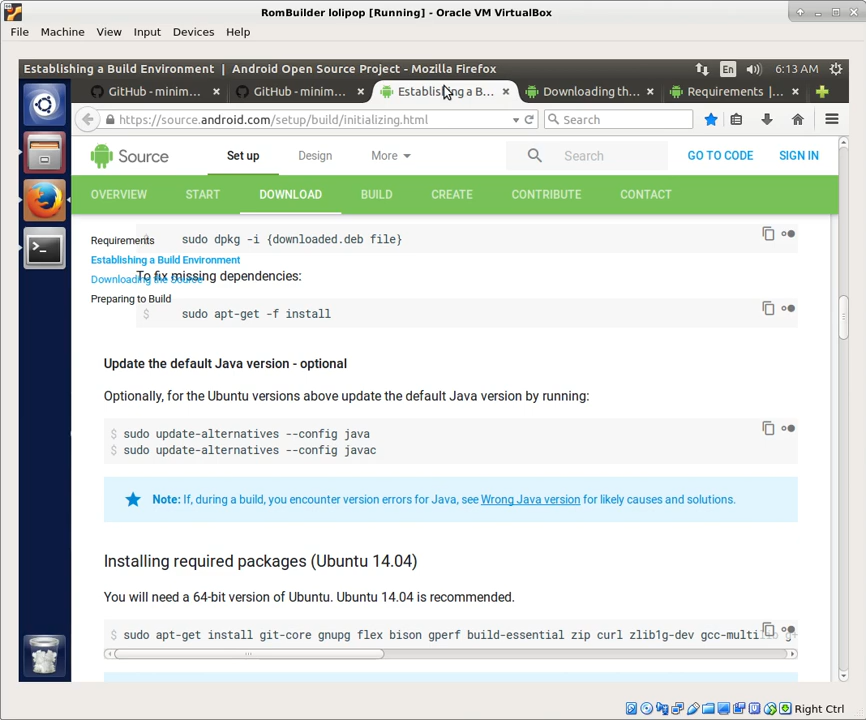 RomBuilder lolipop [Running] - Oracle VM VirtualBox
File Machine View Input Devices Help
Establishing a Build Environment | Android Open Source Project - Mozilla Firefox
En 6:13 AM
GitHub - minim... GitHub - minim... Establishing a B... Downloading th... Requirements |...
https://source.android.com/setup/build/initializing.html
Search
Source Set up Design More Search GO TO CODE SIGN IN
OVERVIEW START DOWNLOAD BUILD CREATE CONTRIBUTE CONTACT
Requirements
Establishing a Build Environment
Downloading the Source
Preparing to Build
$ sudo dpkg -i {downloaded.deb file}
To fix missing dependencies:
$ sudo apt-get -f install
Update the default Java version - optional
Optionally, for the Ubuntu versions above update the default Java version by running:
$ sudo update-alternatives --config java
$ sudo update-alternatives --config javac
Note: If, during a build, you encounter version errors for Java, see Wrong Java version for likely causes and solutions.
Installing required packages (Ubuntu 14.04)
You will need a 64-bit version of Ubuntu. Ubuntu 14.04 is recommended.
$ sudo apt-get install git-core gnupg flex bison gperf build-essential zip curl zlib1g-dev gcc-multilib g+
Right Ctrl